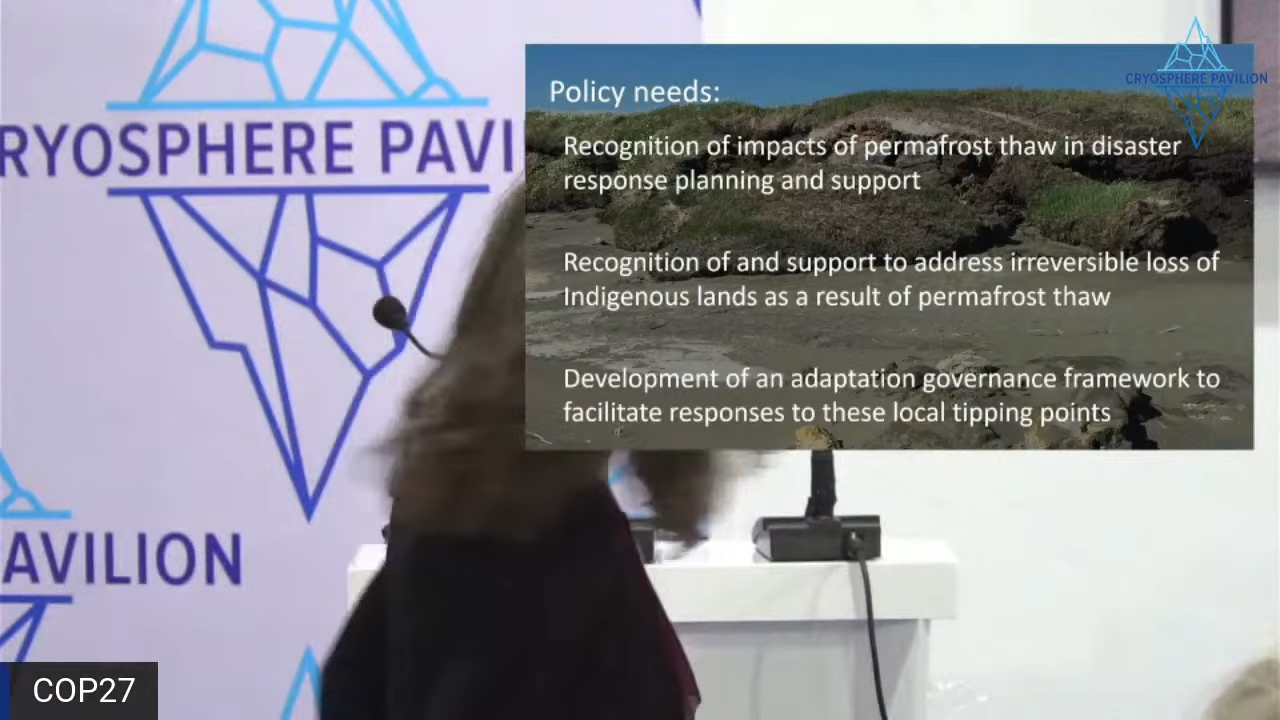 RYOSPHERE PAVI
AVILION
COP27
CRYOSPHERE PAVILION
Policy needs:
Recognition of impacts of permafrost thaw in disaster
response planning and support
Recognition of and support to address irreversible loss of
Indigenous lands as a result of permafrost thaw
Development of an adaptation governance framework to
facilitate responses to these local tipping points